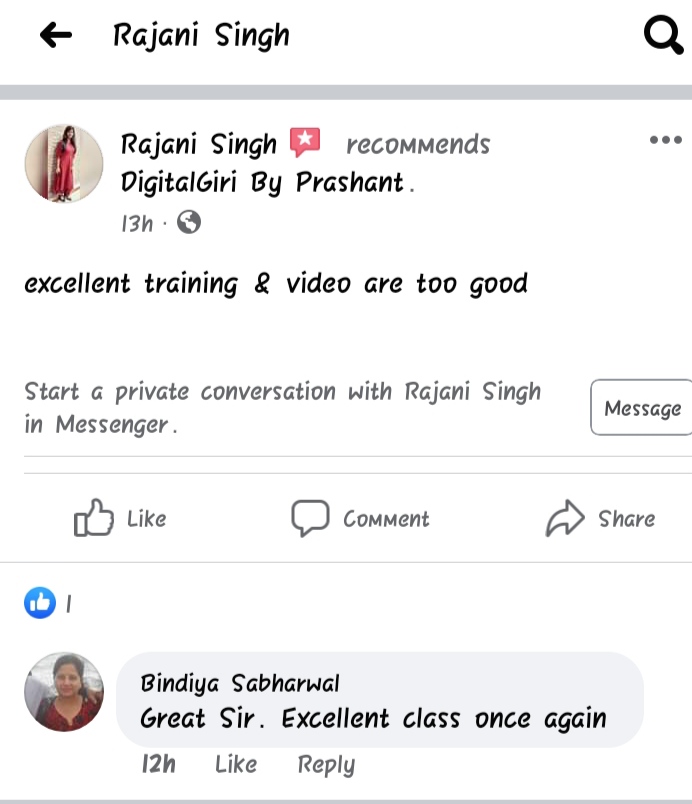 Rajani Singh
Rajani Singh recommends
DigitalGiri By Prashant.
13h ·
excellent training & video are too good
Start a private conversation with Rajani Singh
in Messenger.
Message
Like Comment Share
1
Bindiya Sabharwal
Great Sir. Excellent class once again
12h Like Reply